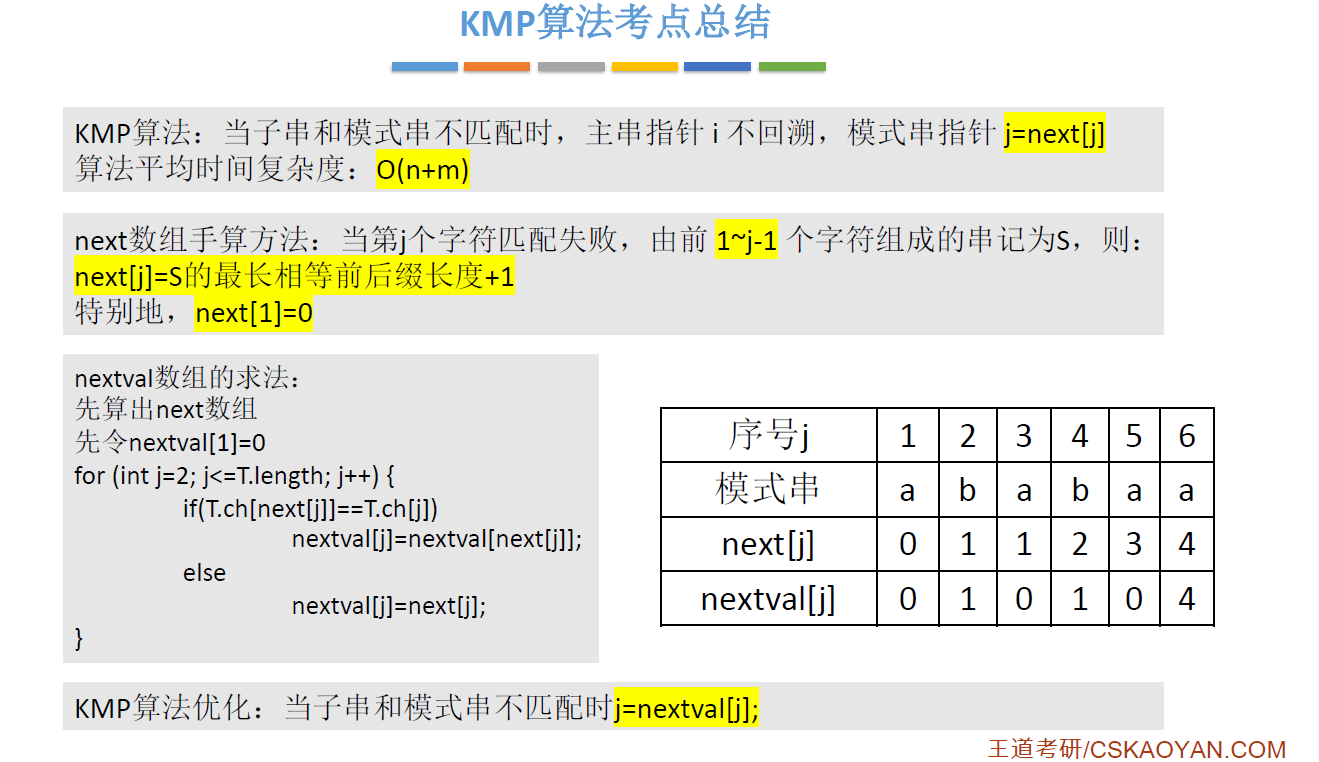 KMP算法考点总结
KMP算法：当子串和模式串不匹配时，主串指针 i 不回溯，模式串指针 j=next[j]
算法平均时间复杂度：O(n+m)
next数组手算方法：当第j个字符匹配失败，由前 1~j-1 个字符组成的串记为S，则：
next[j]=S的最长相等前后缀长度+1
特别地，next[1]=0
nextval数组的求法：
先算出next数组
先令nextval[1]=0
for (int j=2; j<=T.length; j++) {
if(T.ch[next[j]]==T.ch[j])
nextval[j]=nextval[next[j]];
else
nextval[j]=next[j];
}
序号j 1 2 3 4 5 6
模式串 a b a b a a
next[j] 0 1 1 2 3 4
nextval[j] 0 1 0 1 0 4
KMP算法优化：当子串和模式串不匹配时j=nextval[j];
王道考研/CSKAOYAN.COM